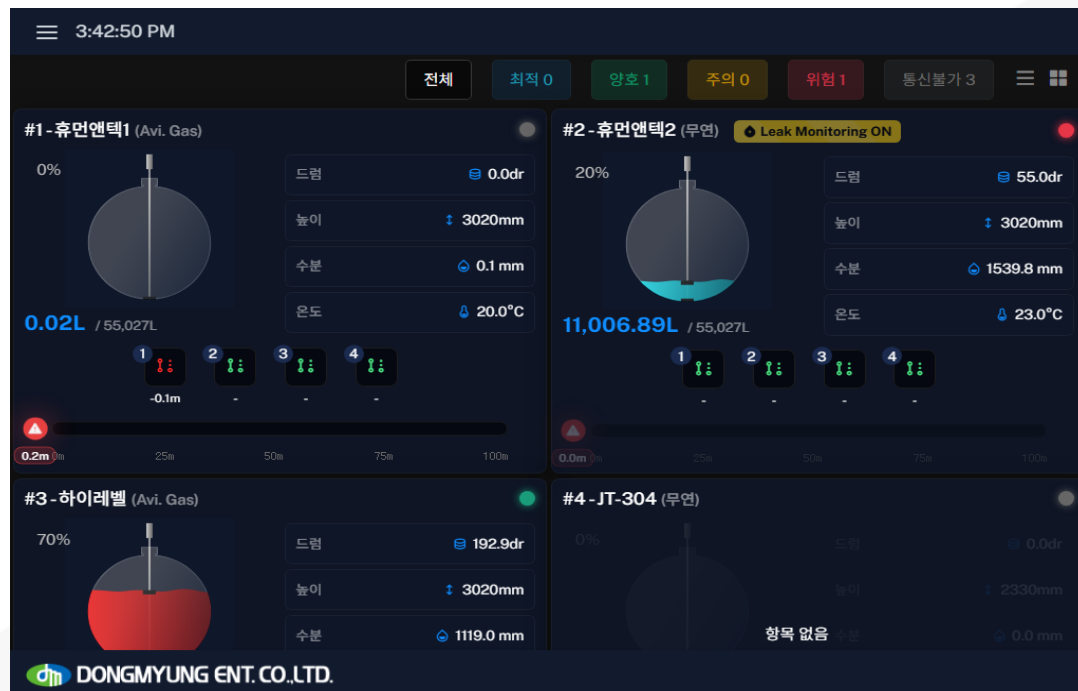 3:42:50 PM
전체 최적 0 양호 1 주의 0 위험 1 통신불가 3
#1 - 휴먼앤텍1 (Avi. Gas)
0%
드럼 0.0dr
높이 3020mm
수분 0.1 mm
온도 20.0°C
0.02L / 55,027L
1 2 3 4
-0.1m - - -
0.2m 0m 25m 50m 75m 100m
#2 - 휴먼앤텍2 (무연) Leak Monitoring ON
20%
드럼 55.0dr
높이 3020mm
수분 1539.8 mm
온도 23.0°C
11,006.89L / 55,027L
1 2 3 4
- - - -
0.0m 0m 25m 50m 75m 100m
#3 - 하이레벨 (Avi. Gas)
70%
드럼 192.9dr
높이 3020mm
수분 1119.0 mm
#4 - JT-304 (무연)
0%
드럼 0.0dr
높이 2330mm
항목 없음
수분 0.0 mm
dm DONGMYUNG ENT. CO.,LTD.